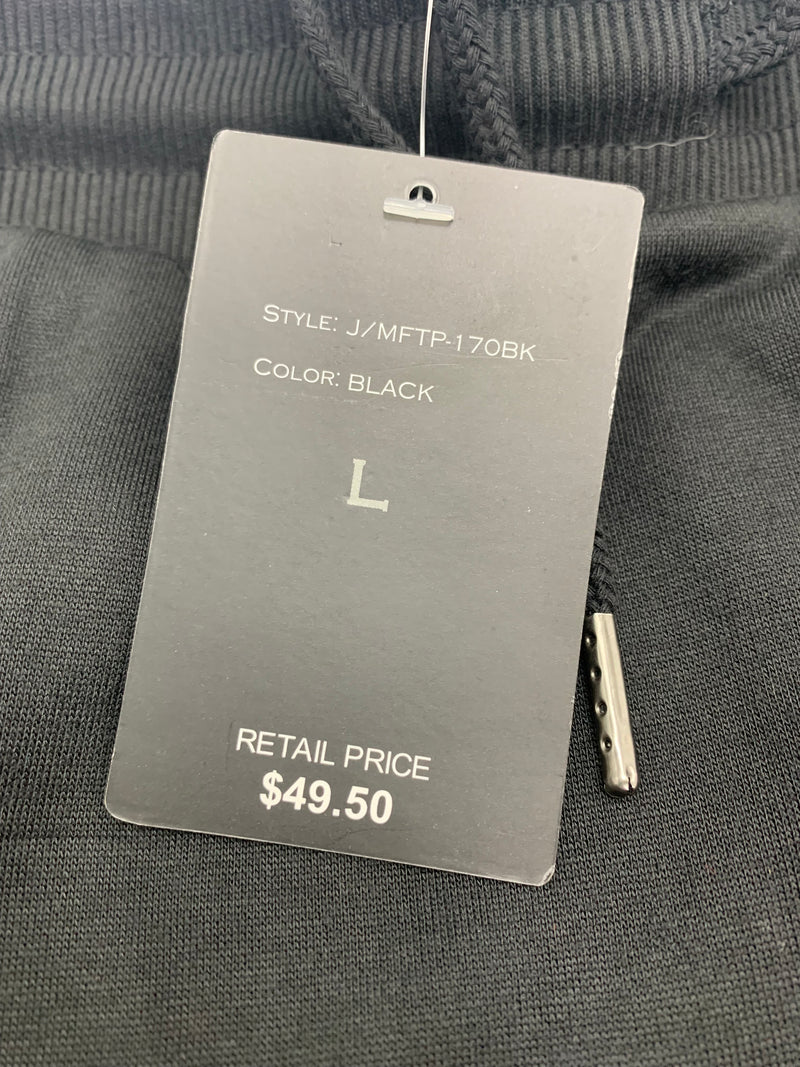 STYLE: J/MFTP-170BK
COLOR: BLACK
L
RETAIL PRICE
$49.50